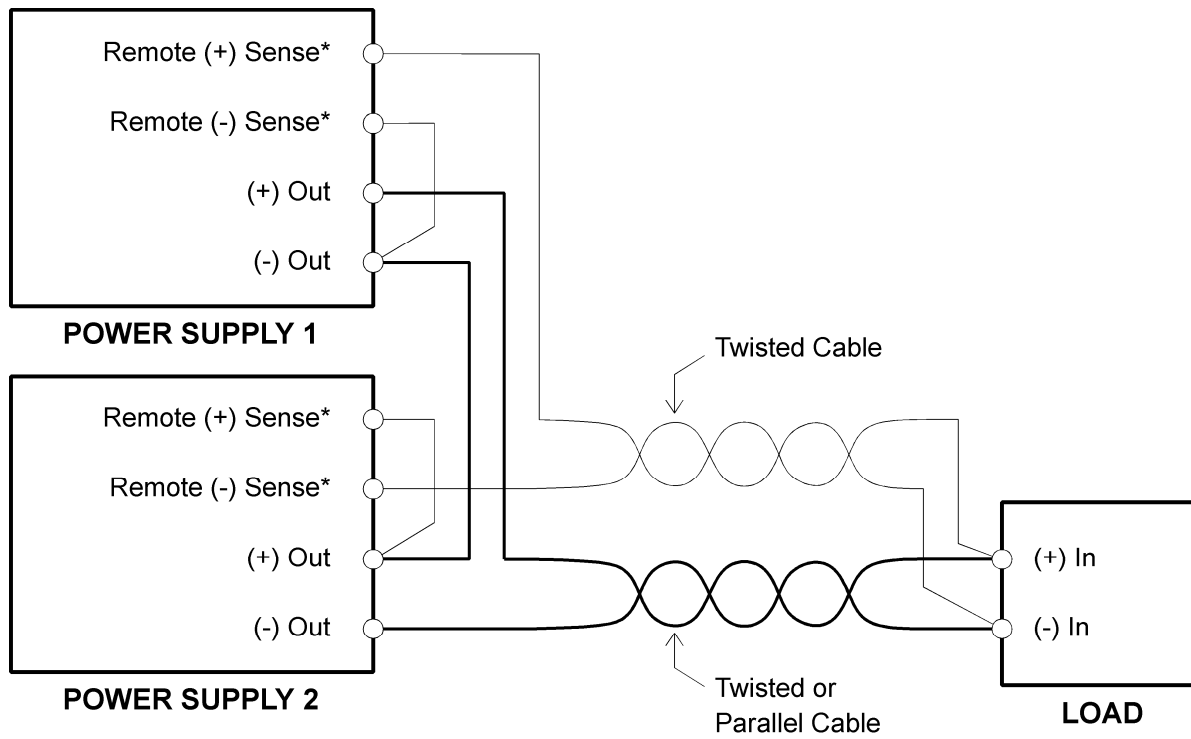 Remote (+) Sense*
Remote (-) Sense*
(+) Out
(-) Out
POWER SUPPLY 1
Twisted Cable
Remote (+) Sense*
Remote (-) Sense*
(+) Out
(-) Out
POWER SUPPLY 2
(+) In
(-) In
LOAD
Twisted or
Parallel Cable